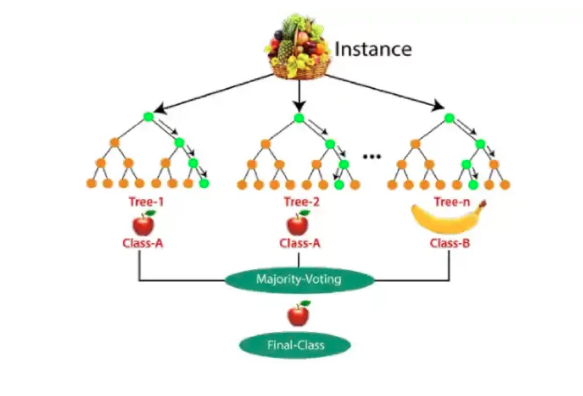 Instance
...
Tree-1
Tree-2
Tree-n
Class-A
Class-A
Class-B
Majority-Voting
Final-Class